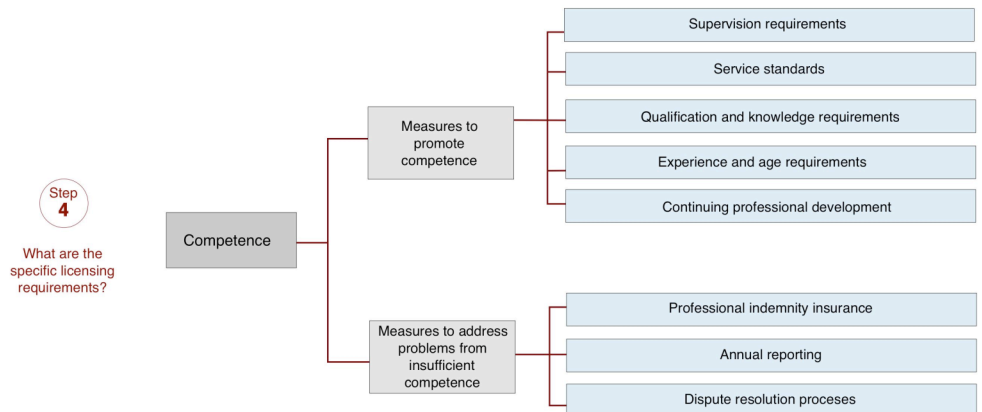 Step
4
What are the
specific licensing
requirements?
Competence
Measures to
promote
competence
Supervision requirements
Service standards
Qualification and knowledge requirements
Experience and age requirements
Continuing professional development
Measures to address
problems from
insufficient
competence
Professional indemnity insurance
Annual reporting
Dispute resolution proceses